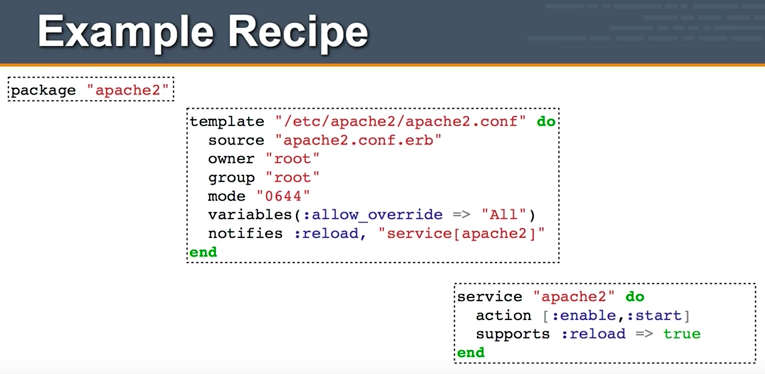 Example Recipe
package "apache2"
template "/etc/apache2/apache2.conf" do
  source "apache2.conf.erb"
  owner "root"
  group "root"
  mode "0644"
  variables(:allow_override => "All")
  notifies :reload, "service[apache2]"
end
service "apache2" do
  action [:enable,:start]
  supports :reload => true
end